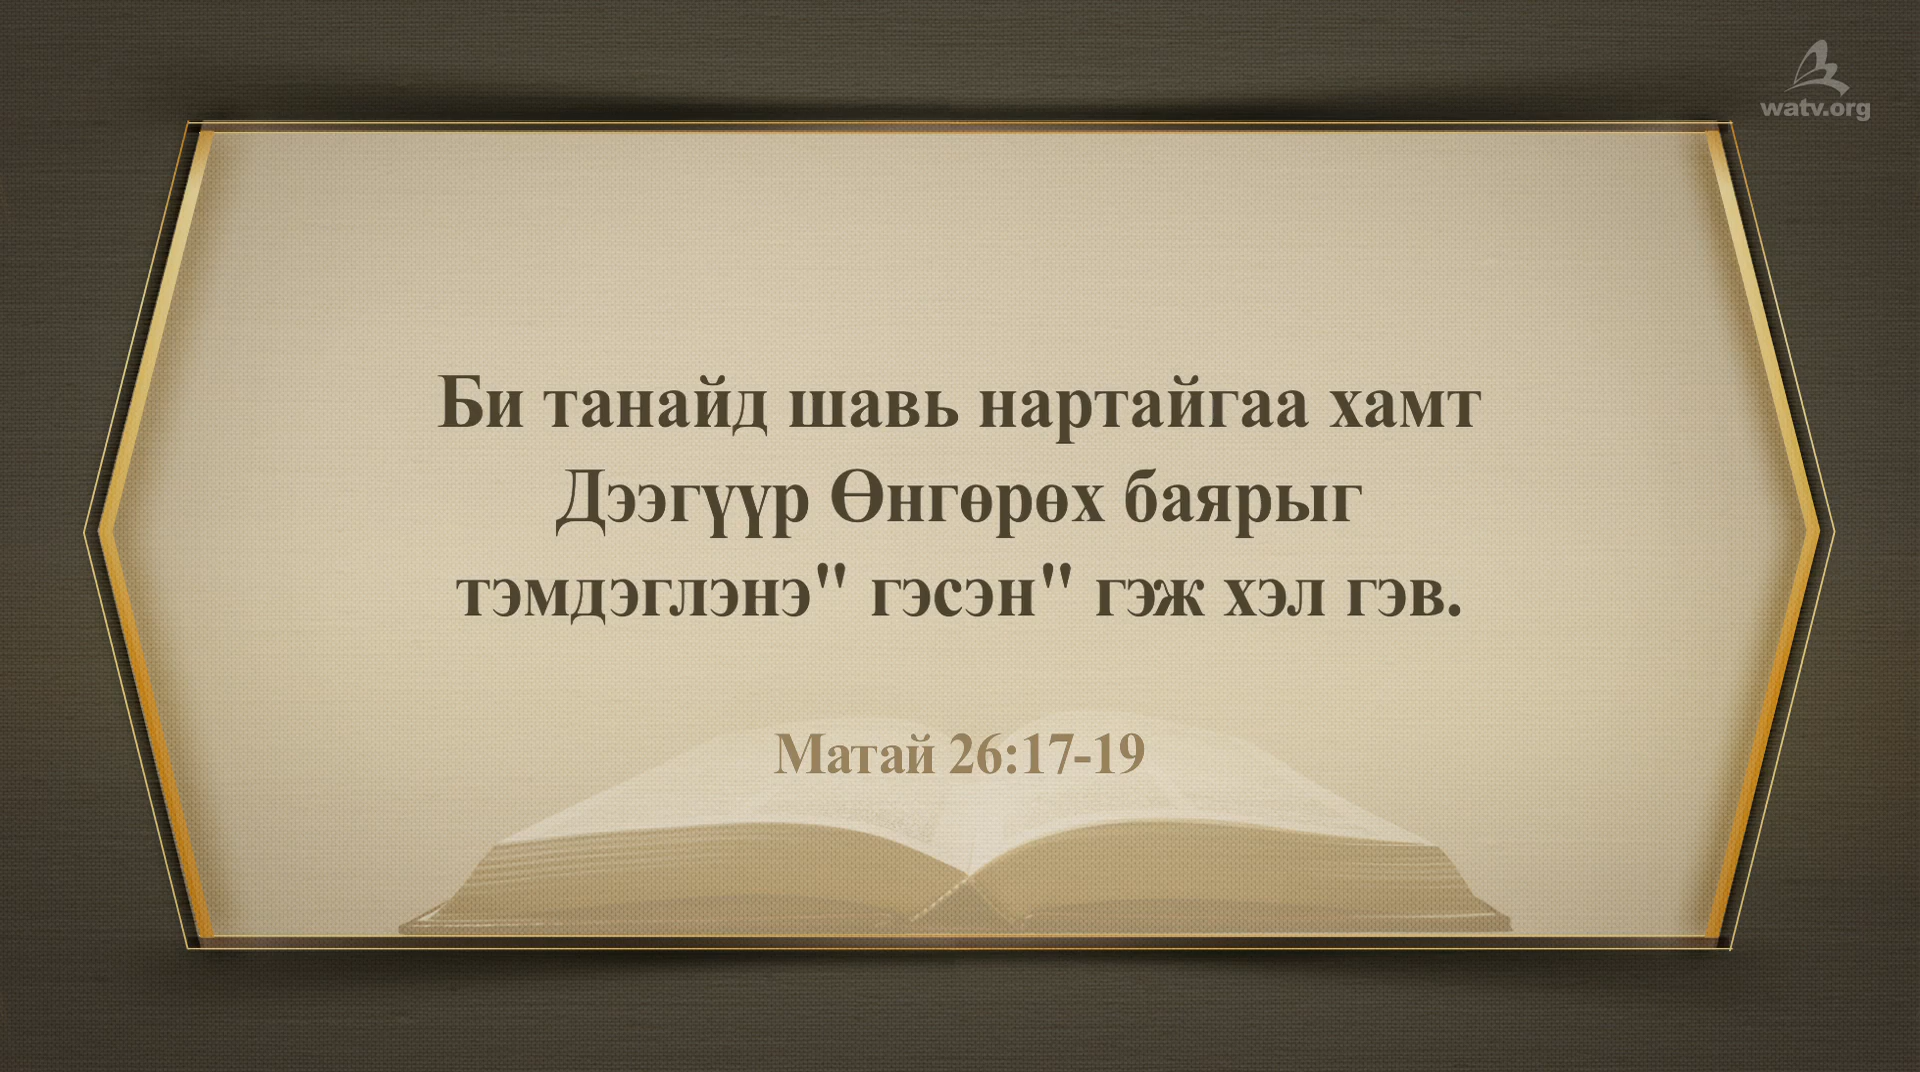 watv.org
Би танайд шавь нартайгаа хамт
Дээгүүр Өнгөрөх баярыг
тэмдэглэнэ" гэсэн" гэж хэл гэв.
Матай 26:17-19